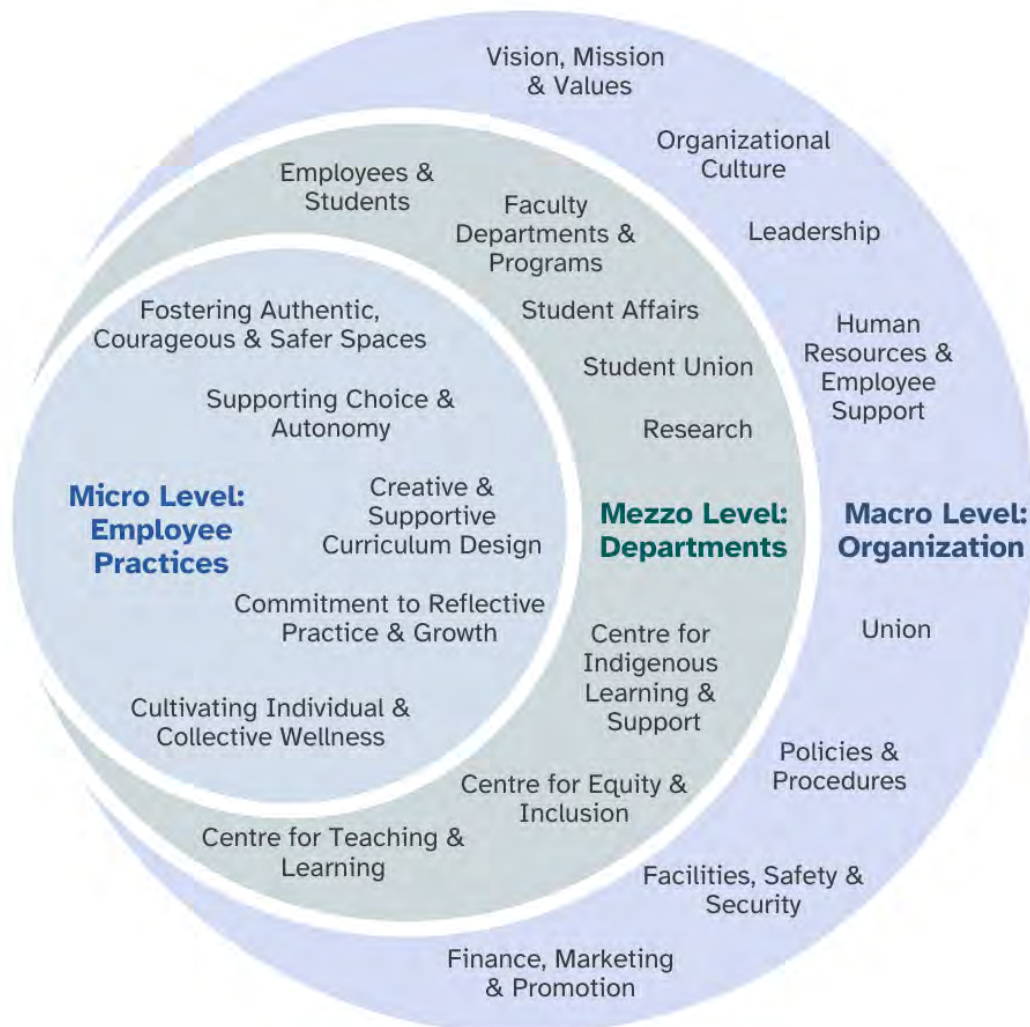 Vision, Mission
& Values
Organizational
Culture
Leadership
Human
Resources &
Employee
Support
Macro Level:
Organization
Union
Policies &
Procedures
Facilities, Safety &
Security
Finance, Marketing
& Promotion
Employees &
Students
Faculty
Departments &
Programs
Student Affairs
Student Union
Research
Mezzo Level:
Departments
Centre for
Indigenous
Learning &
Support
Centre for Equity &
Inclusion
Centre for Teaching &
Learning
Fostering Authentic,
Courageous & Safer Spaces
Supporting Choice &
Autonomy
Micro Level:
Employee
Practices
Creative &
Supportive
Curriculum Design
Commitment to Reflective
Practice & Growth
Cultivating Individual &
Collective Wellness